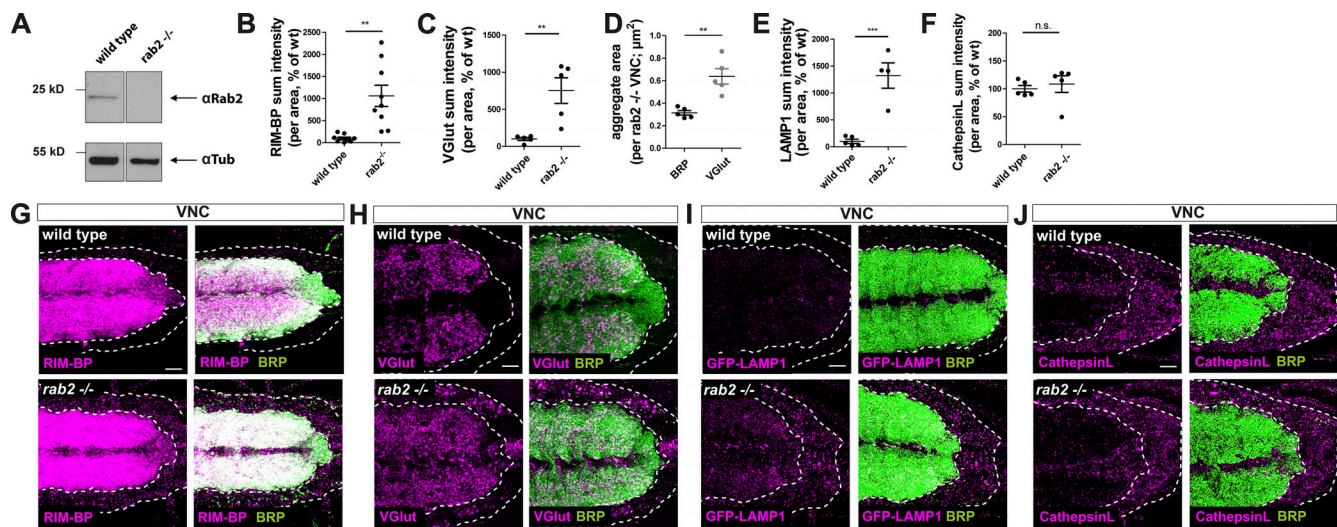 A
wild type
rab2 -/-
25 kD
αRab2
55 kD
αTub
B
RIM-BP sum intensity
(per area, % of wt)
**
2500
2000
1500
1000
500
0
wild type
rab2-/-
C
VGlut sum intensity
(per area, % of wt)
**
1500
1000
500
0
wild type
rab2 -/-
D
aggregate area
(per rab2 -/- VNC; µm²)
**
1.0
0.8
0.6
0.4
0.2
0.0
BRP
VGlut
E
LAMP1 sum intensity
(per area, % of wt)
***
2000
1500
1000
500
0
wild type
rab2 -/-
F
CathepsinL sum intensity
(per area, % of wt)
n.s.
200
150
100
50
0
wild type
rab2 -/-
G
VNC
wild type
RIM-BP
RIM-BP BRP
rab2 -/-
RIM-BP
RIM-BP BRP
H
VNC
wild type
VGlut
VGlut BRP
rab2 -/-
VGlut
VGlut BRP
I
VNC
wild type
GFP-LAMP1
GFP-LAMP1 BRP
rab2 -/-
GFP-LAMP1
GFP-LAMP1 BRP
J
VNC
wild type
CathepsinL
CathepsinL BRP
rab2 -/-
CathepsinL
CathepsinL BRP